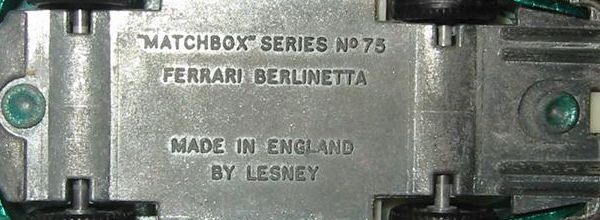 "MATCHBOX" SERIES Nº 75
FERRARI BERLINETTA
MADE IN ENGLAND
BY LESNEY